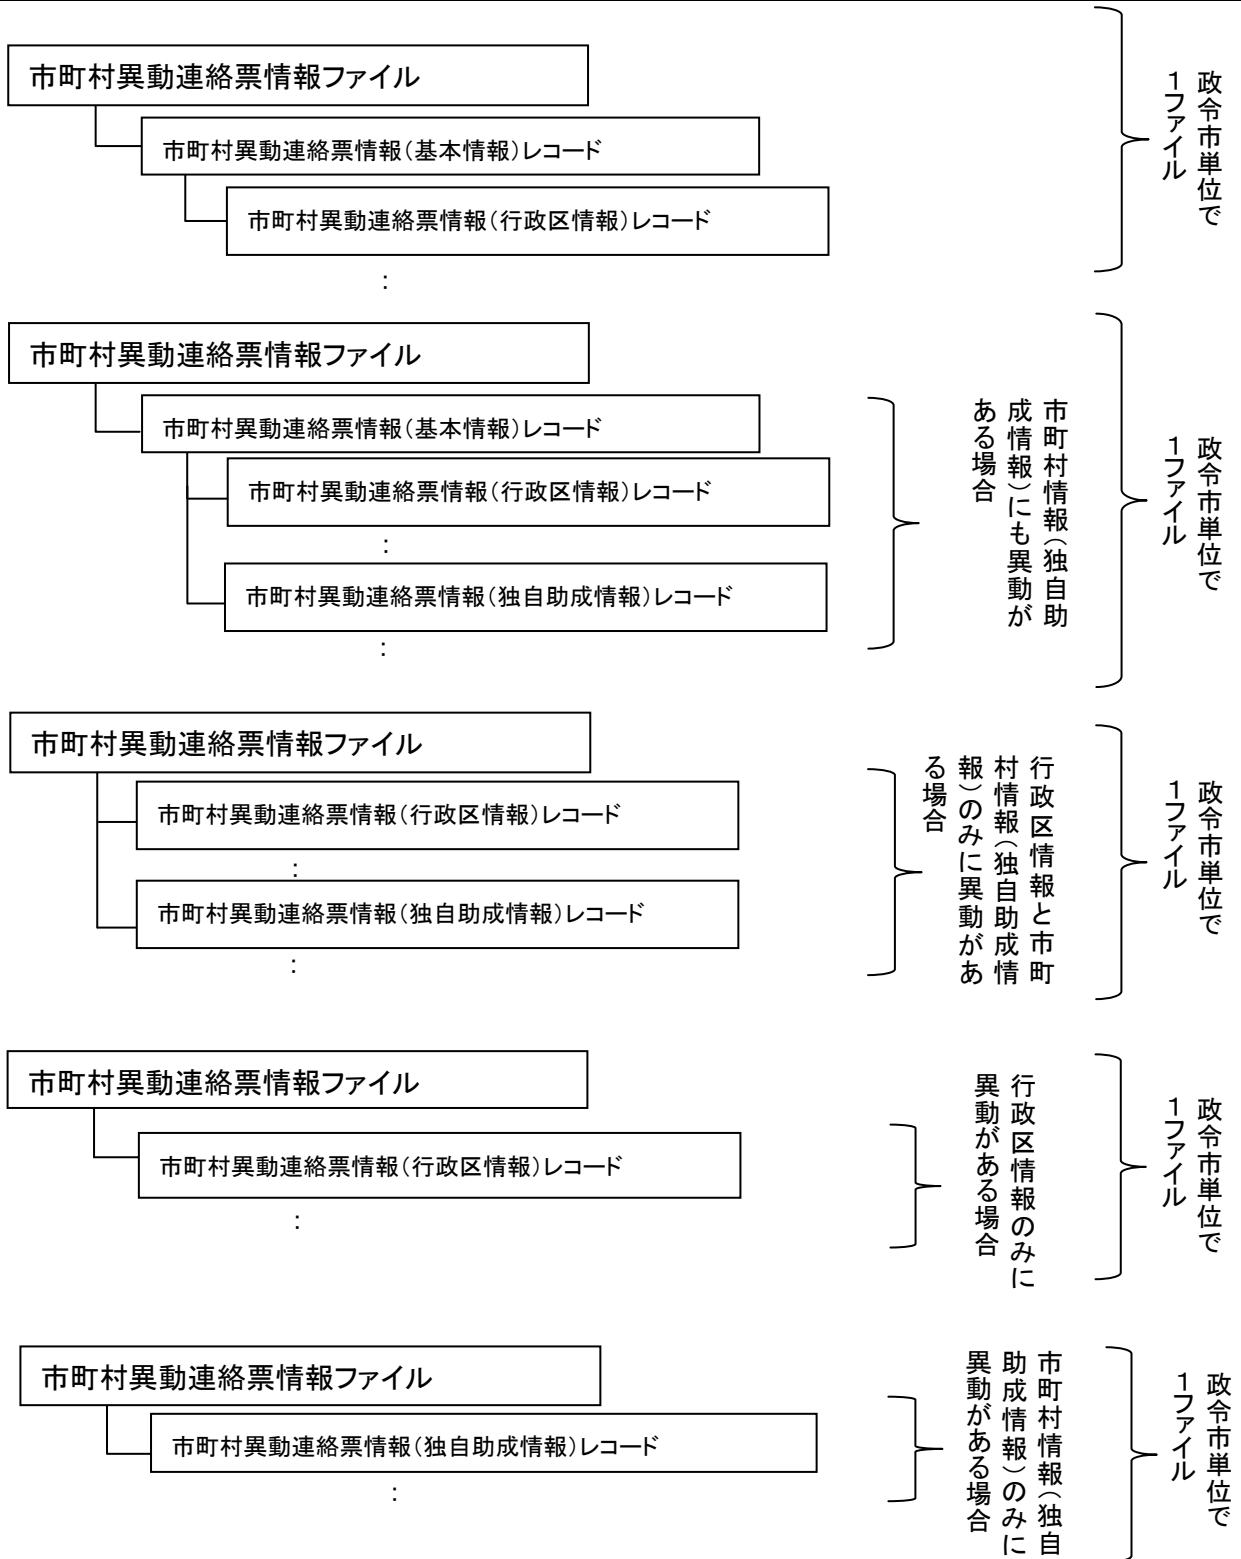 市町村異動連絡票情報ファイル
市町村異動連絡票情報（基本情報）レコード
市町村異動連絡票情報（行政区情報）レコード
：
政令市単位で
１ファイル
市町村異動連絡票情報ファイル
市町村異動連絡票情報（基本情報）レコード
市町村異動連絡票情報（行政区情報）レコード
：
市町村異動連絡票情報（独自助成情報）レコード
：
市町村情報（独自助
成情報）にも異動が
ある場合
政令市単位で
１ファイル
市町村異動連絡票情報ファイル
市町村異動連絡票情報（行政区情報）レコード
：
市町村異動連絡票情報（独自助成情報）レコード
：
行政区情報と市町
村情報（独自助成情
報）のみに異動があ
る場合
政令市単位で
１ファイル
市町村異動連絡票情報ファイル
市町村異動連絡票情報（行政区情報）レコード
：
行政区情報のみに
異動がある場合
政令市単位で
１ファイル
市町村異動連絡票情報ファイル
市町村異動連絡票情報（独自助成情報）レコード
：
市町村情報（独自
助成情報）のみに
異動がある場合
政令市単位で
１ファイル